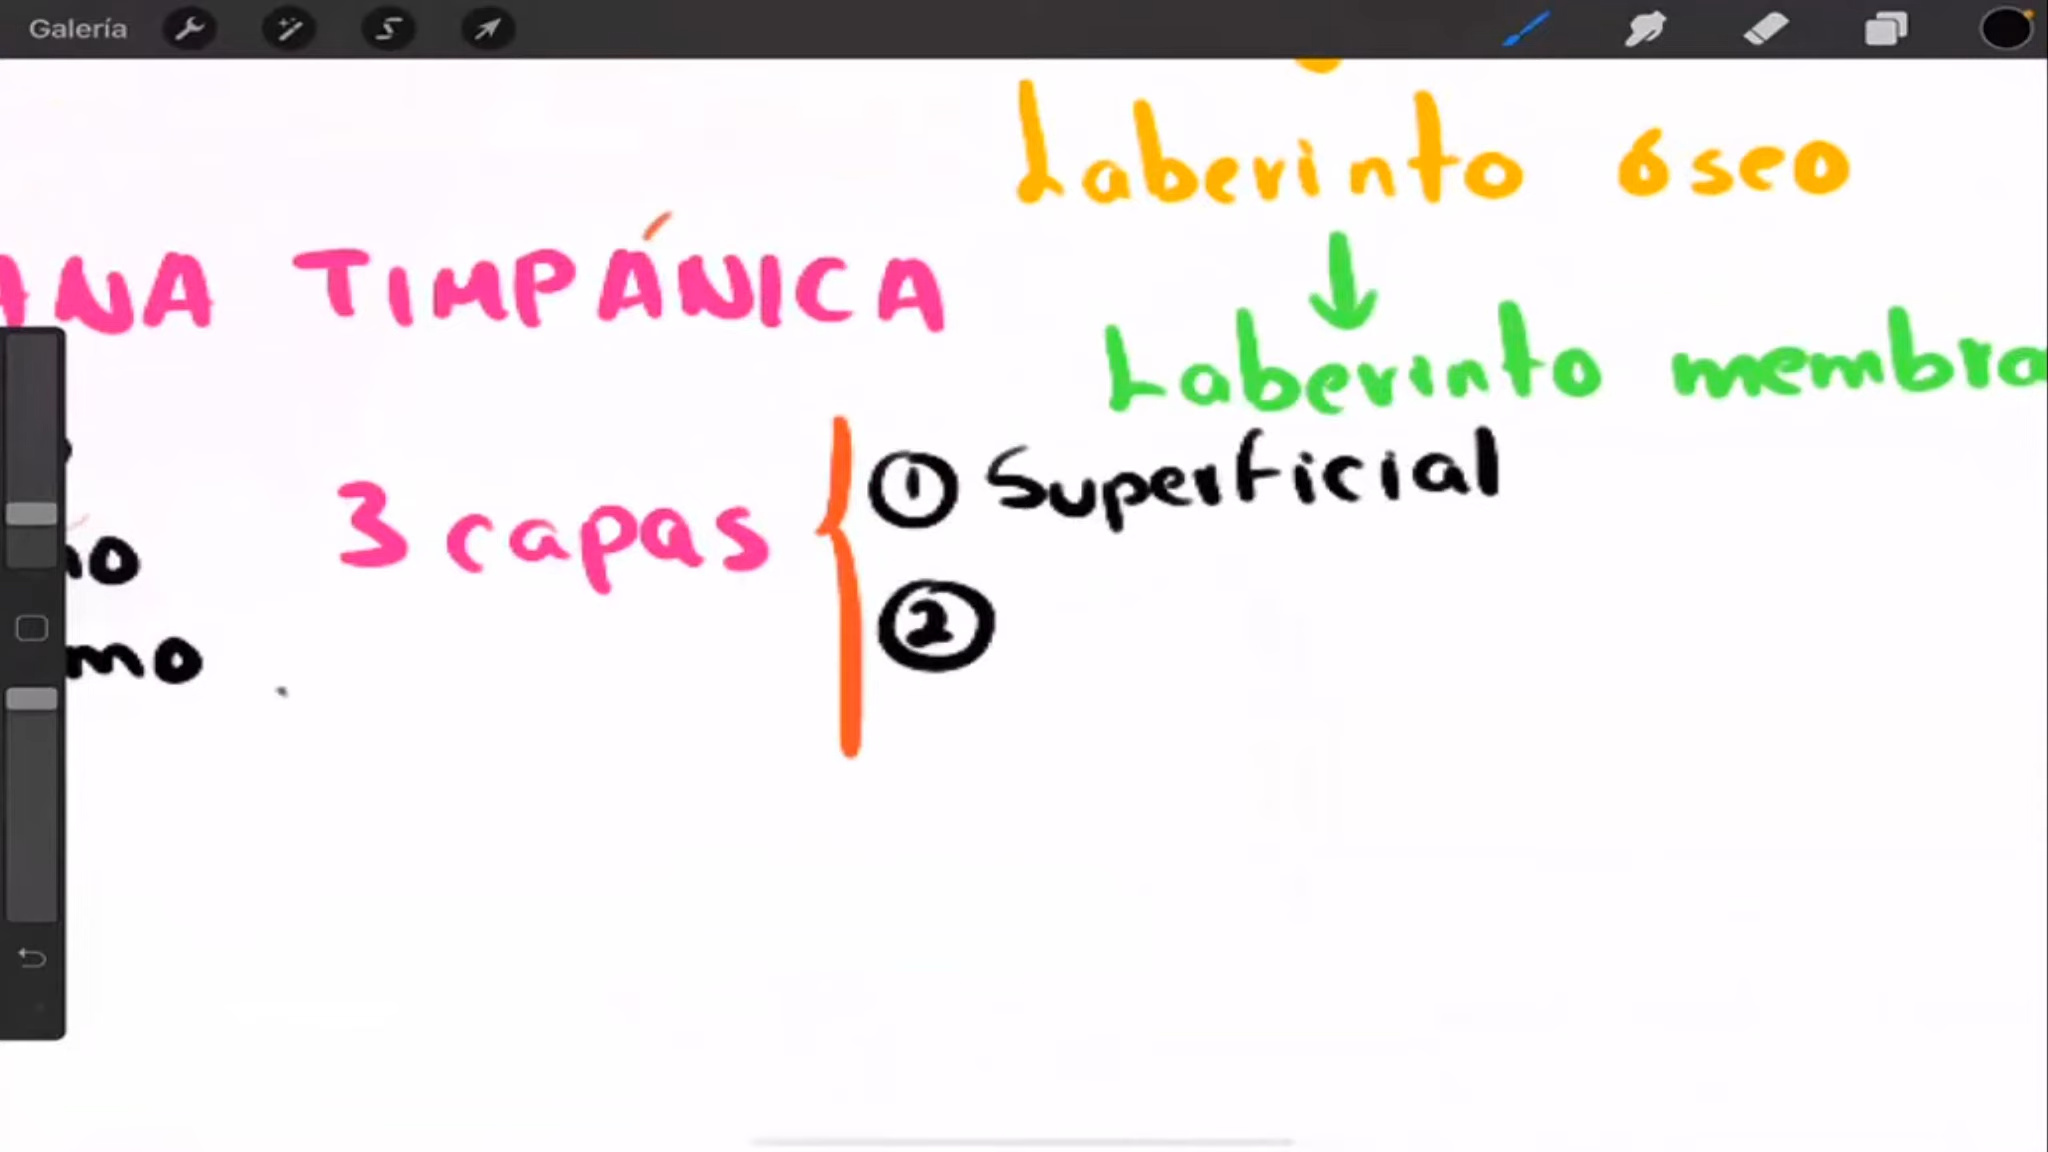 Galería
Laberinto óseo
ANA TIMPÁNICA
Laberinto membra
3 capas
① Superficial
②
mo